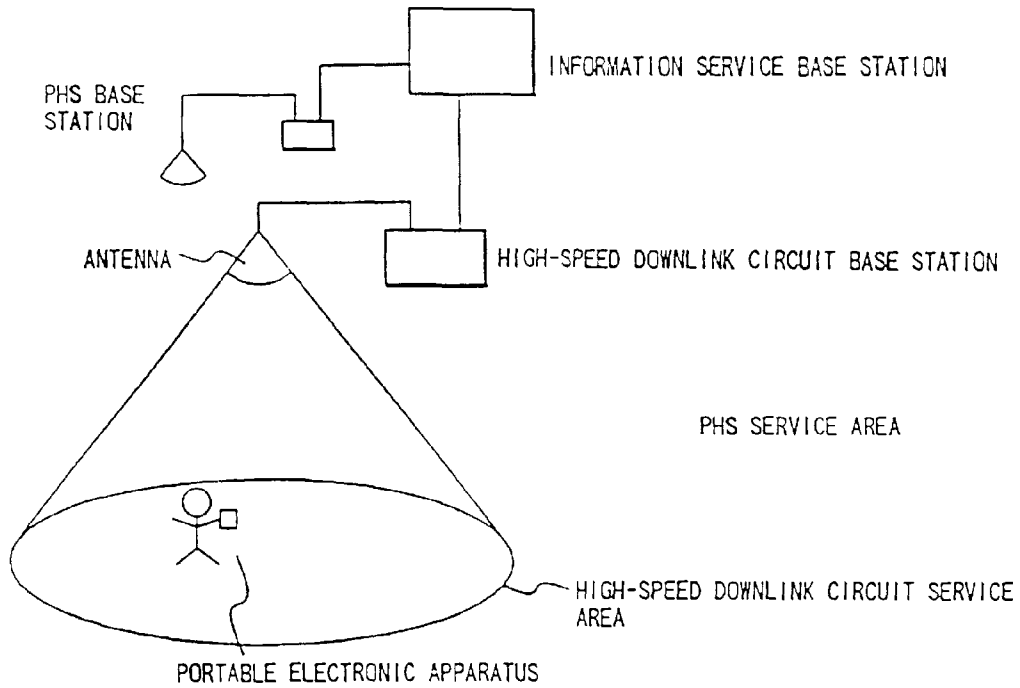 INFORMATION SERVICE BASE STATION
PHS BASE
STATION
ANTENNA
HIGH-SPEED DOWNLINK CIRCUIT BASE STATION
PHS SERVICE AREA
HIGH-SPEED DOWNLINK CIRCUIT SERVICE
AREA
PORTABLE ELECTRONIC APPARATUS